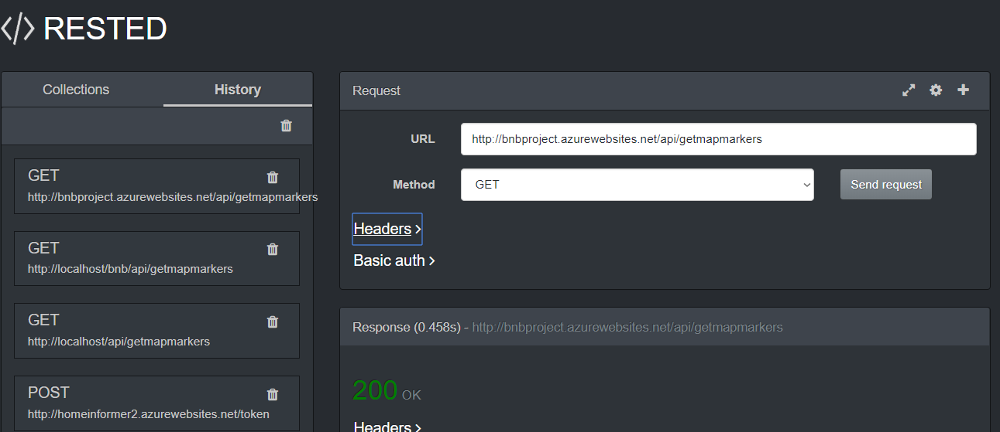 </> RESTED
Collections
History
GET
http://bnbproject.azurewebsites.net/api/getmapmarkers
GET
http://localhost/bnb/api/getmapmarkers
GET
http://localhost/api/getmapmarkers
POST
http://homeinformer2.azurewebsites.net/token
Request
URL
http://bnbproject.azurewebsites.net/api/getmapmarkers
Method
GET
Send request
Headers >
Basic auth >
Response (0.458s) - http://bnbproject.azurewebsites.net/api/getmapmarkers
200 OK
Headers >